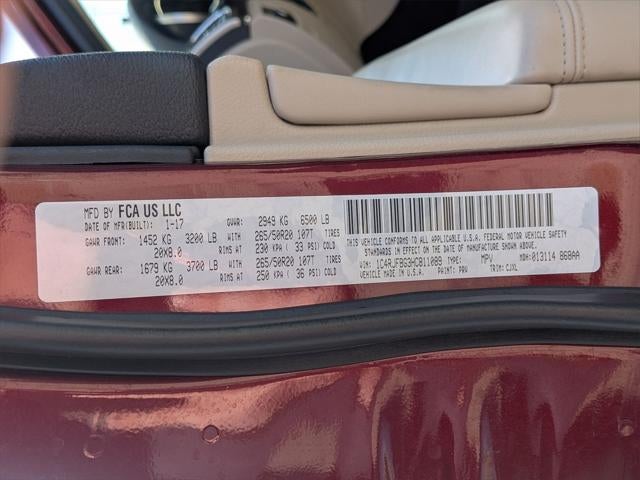 MFD BY FCA US LLC
DATE OF MFR(BUILT): 1-17 GVWR: 2949 KG 6500 LB
GAWR FRONT: 1452 KG 3200 LB 265/50R20 107T TIRES
20X8.0 RIMS AT 230 KPA ( 33 PSI) COLD
GAWR REAR: 1679 KG 3700 LB WITH 265/50R20 107T TIRES
20X8.0 RIMS AT 250 KPA ( 36 PSI) COLD
THIS VEHICLE CONFORMS TO ALL APPLICABLE U.S.A. FEDERAL MOTOR VEHICLE SAFETY
STANDARDS IN EFFECT ON THE DATE OF MANUFACTURE SHOWN ABOVE.
VIN: TYPE: MPV MDH: 013114 868AA
VEHICLE MADE IN U.S.A. PAINT: PRV TRIM: CJXL